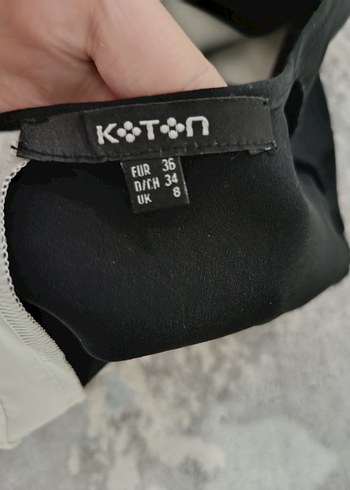 KOTON
EUR 36
D/CH 34
UK 8